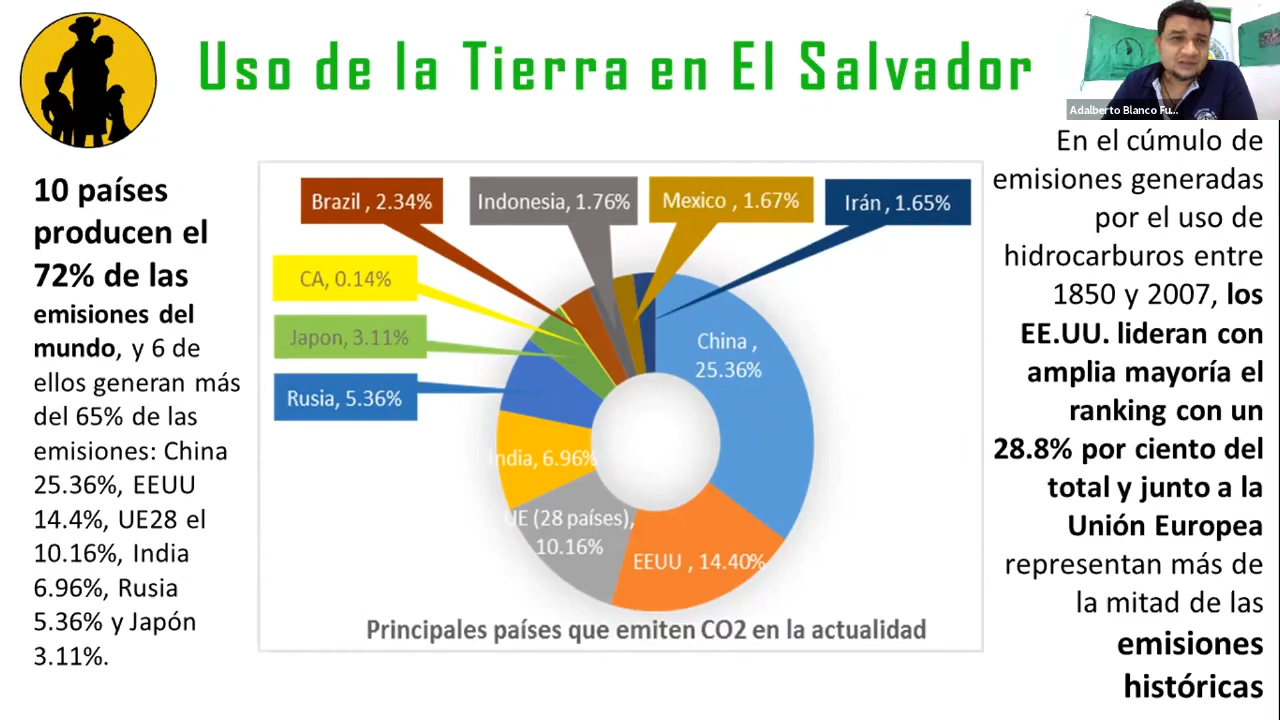 Uso de la Tierra en El Salvador
Adalberto Blanco Fu...
10 países
producen el
72% de las
emisiones del
mundo, y 6 de
ellos generan más
del 65% de las
emisiones: China
25.36%, EEUU
14.4%, UE28 el
10.16%, India
6.96%, Rusia
5.36% y Japón
3.11%.
Brazil , 2.34%
Indonesia, 1.76%
Mexico , 1.67%
Irán , 1.65%
CA, 0.14%
Japon, 3.11%
Rusia, 5.36%
China ,
25.36%
India, 6.96%
UE (28 países),
10.16%
EEUU , 14.40%
Principales países que emiten CO2 en la actualidad
En el cúmulo de
emisiones generadas
por el uso de
hidrocarburos entre
1850 y 2007, los
EE.UU. lideran con
amplia mayoría el
ranking con un
28.8% por ciento del
total y junto a la
Unión Europea
representan más de
la mitad de las
emisiones
históricas